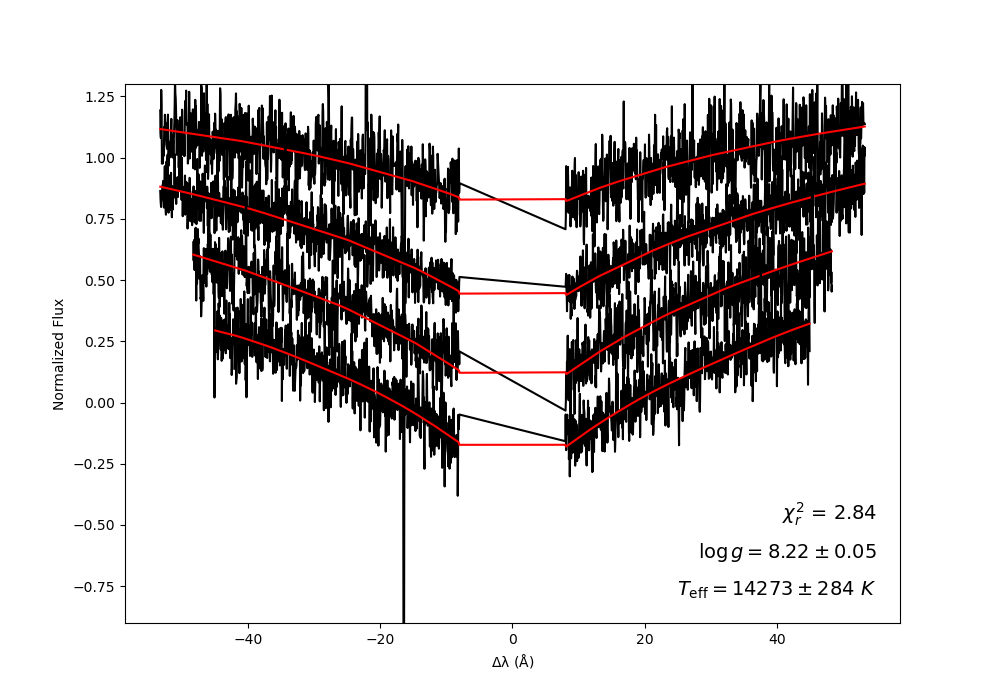 1.25
1.00
0.75
0.50
0.25
0.00
−0.25
−0.50
−0.75
Normalized Flux
χ²ᵣ = 2.84
log g = 8.22 ± 0.05
T_eff = 14273 ± 284 K
−40 −20 0 20 40
Δλ (Å)